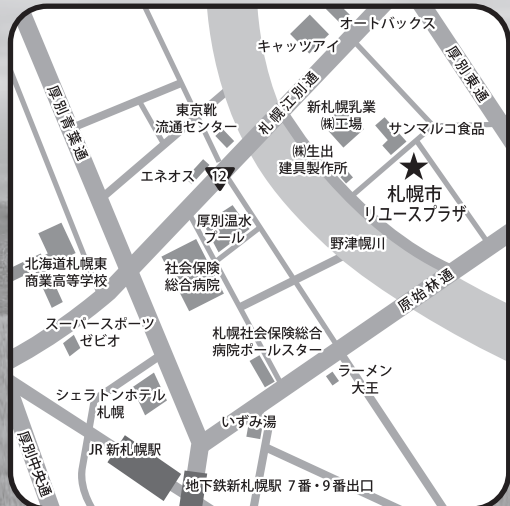 オートバックス
キャッツアイ
厚別東通
厚別青葉通
札幌江別通
東京靴
流通センター
新札幌乳業
㈱工場
サンマルコ食品
㈱生出
建具製作所
エネオス
12
札幌市
リユースプラザ
厚別温水
プール
野津幌川
北海道札幌東
商業高等学校
社会保険
総合病院
原始林通
スーパースポーツ
ゼビオ
札幌社会保険総合
病院ポールスター
ラーメン
大王
シェラトンホテル
札幌
いずみ湯
JR 新札幌駅
厚別中央通
地下鉄新札幌駅 7番・9番出口